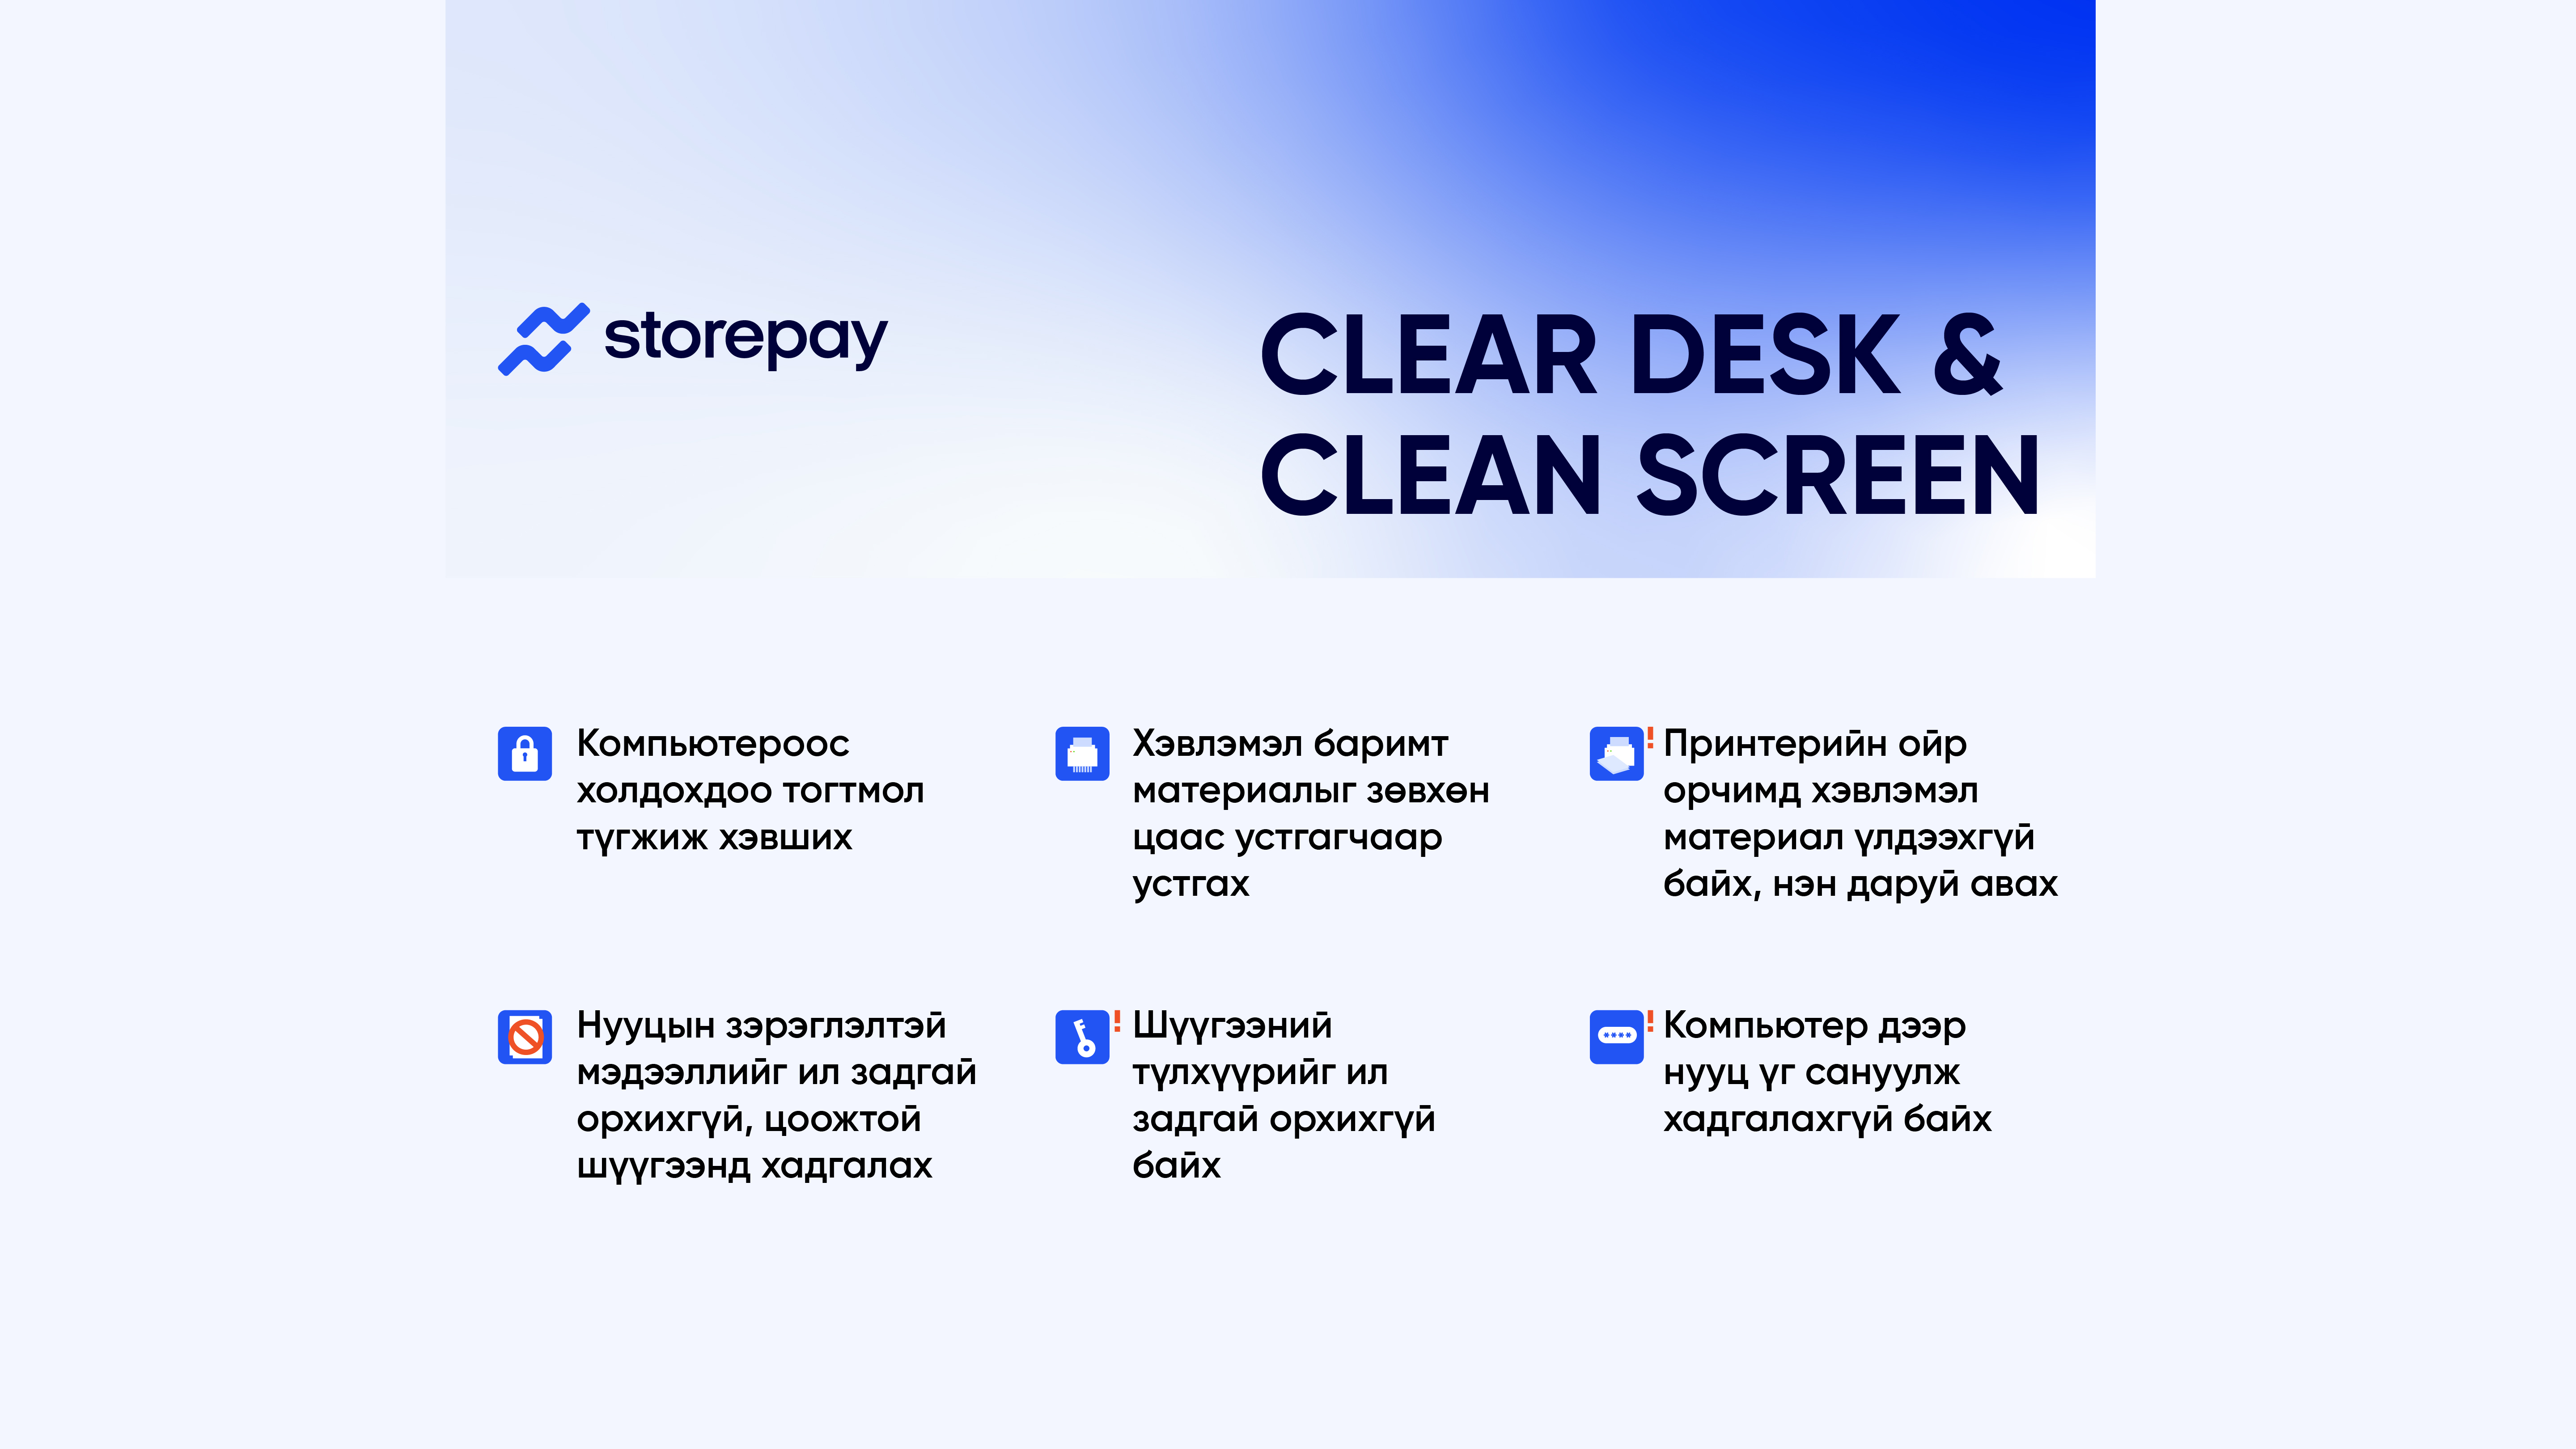 storepay
CLEAR DESK &
CLEAN SCREEN
Компьютероос
холдохдоо тогтмол
түгжиж хэвших
Хэвлэмэл баримт
материалыг зөвхөн
цаас устгагчаар
устгах
Принтерийн ойр
орчимд хэвлэмэл
материал үлдээхгүй
байх, нэн даруй авах
Нууцын зэрэглэлтэй
мэдээллийг ил задгай
орхихгүй, цоожтой
шүүгээнд хадгалах
Шүүгээний
түлхүүрийг ил
задгай орхихгүй
байх
Компьютер дээр
нууц үг сануулж
хадгалахгүй байх